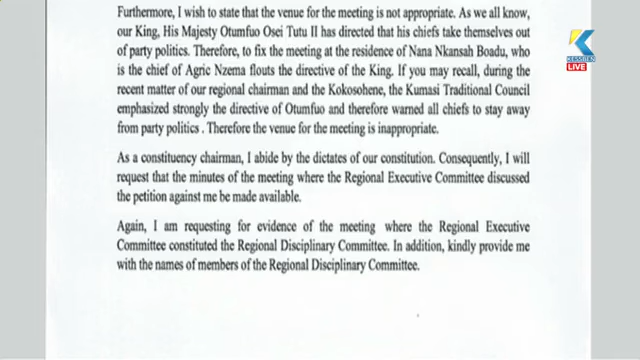 Furthermore, I wish to state that the venue for the meeting is not appropriate. As we all know,
our King, His Majesty Otumfuo Osei Tutu II has directed that his chiefs take themselves out
of party politics. Therefore, to fix the meeting at the residence of Nana Nkansah Boadu, who
is the chief of Agric Nzema flouts the directive of the King. If you may recall, during the
recent matter of our regional chairman and the Kokosohene, the Kumasi Traditional Council
emphasized strongly the directive of Otumfuo and therefore warned all chiefs to stay away
from party politics . Therefore the venue for the meeting is inappropriate.
As a constituency chairman, I abide by the dictates of our constitution. Consequently, I will
request that the minutes of the meeting where the Regional Executive Committee discussed
the petition against me be made available.
Again, I am requesting for evidence of the meeting where the Regional Executive
Committee constituted the Regional Disciplinary Committee. In addition, kindly provide me
with the names of members of the Regional Disciplinary Committee.
LIVE